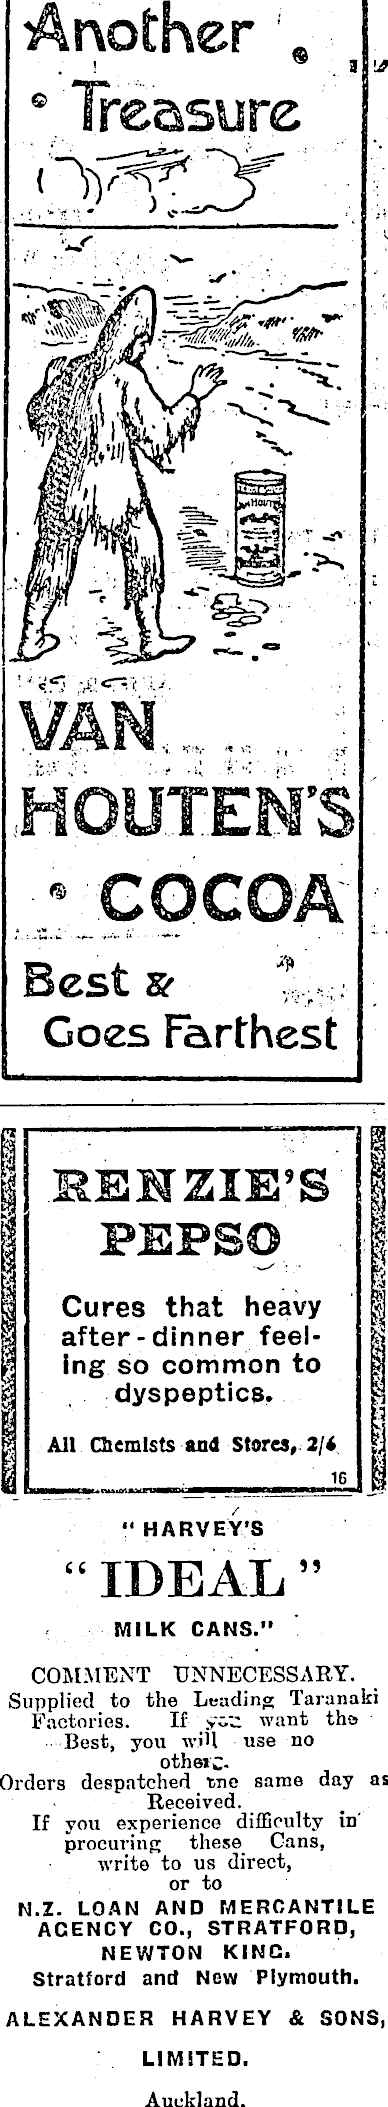 Another
Treasure
VAN
HOUTEN'S
COCOA
Best &
Goes Farthest
RENZIE'S
PEPSO
Cures that heavy
after-dinner feel-
ing so common to
dyspeptics.
All Chemists and Stores, 2/6
16
"HARVEY'S
"IDEAL"
MILK CANS."
COMMENT UNNECESSARY.
Supplied to the Leading Taranaki
Factories. If you want the
Best, you will use no
other.
Orders despatched the same day as
Received.
If you experience difficulty in
procuring these Cans,
write to us direct,
or to
N.Z. LOAN AND MERCANTILE
AGENCY CO., STRATFORD,
NEWTON KING.
Stratford and New Plymouth.
ALEXANDER HARVEY & SONS,
LIMITED.
Auckland.